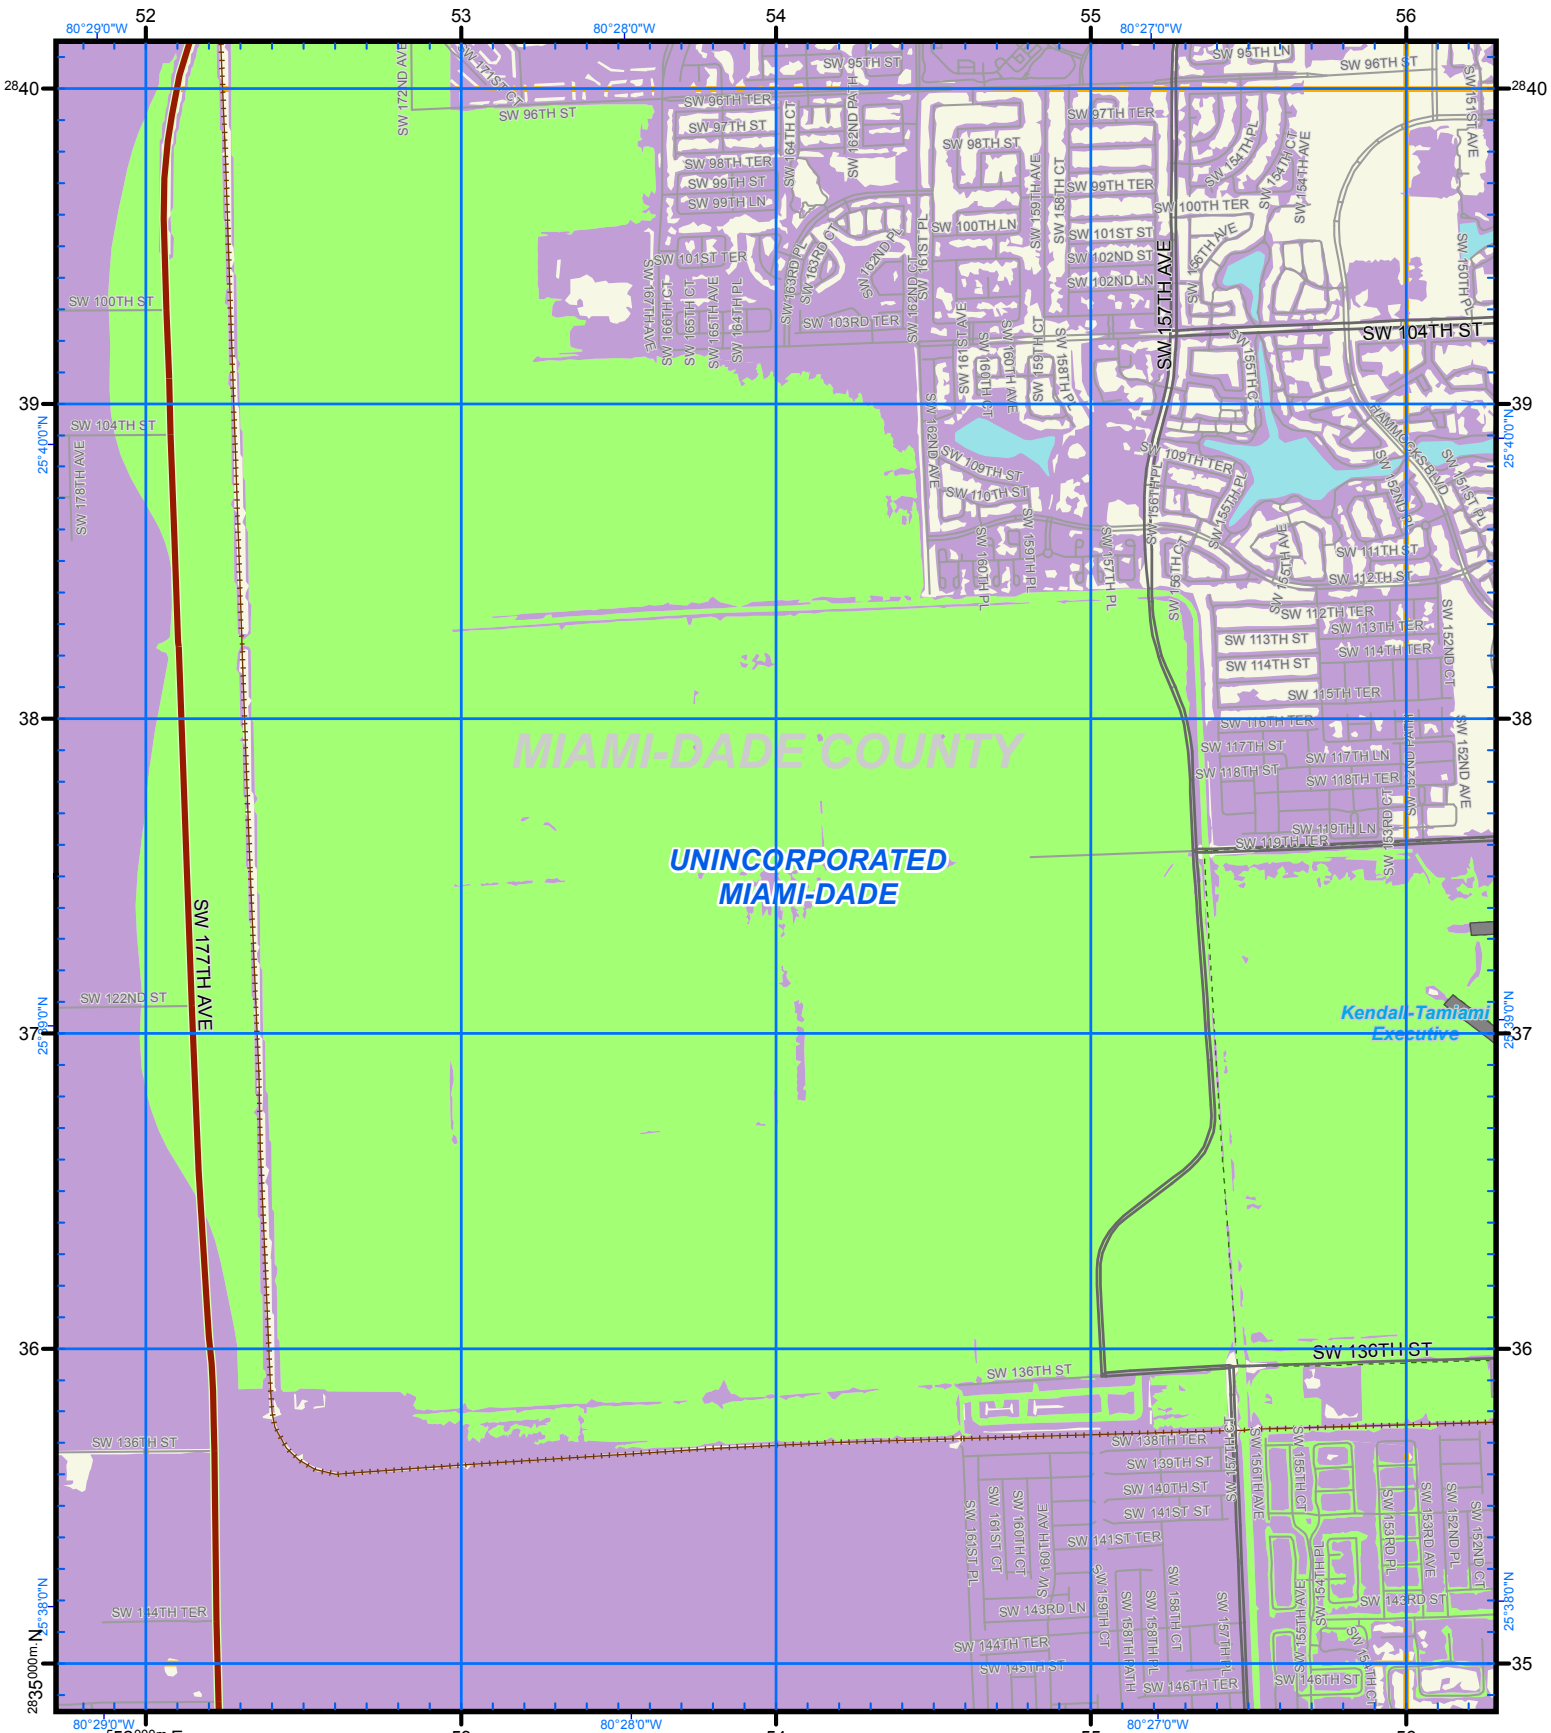 52 53 54 55 56
80°29'0"W 80°28'0"W 80°27'0"W
SW 95TH LN
SW 95TH ST
SW 96TH ST
SW 171ST CT
SW 172ND AVE
SW 151ST AVE
2840
2840
SW 96TH TER
SW 96TH ST
SW 97TH TER
SW 97TH ST
SW 164TH CT
SW 162ND PATH
SW 98TH ST
SW 154TH PL
SW 154TH CT
SW 154TH AVE
SW 98TH TER
SW 99TH ST
SW 99TH TER
SW 159TH AVE
SW 158TH CT
SW 99TH LN
SW 100TH TER
SW 100TH LN
SW 101ST ST
SW 156TH AVE
SW 163RD PL
SW 163RD CT
SW 162ND PL
SW 161ST PL
SW 162ND CT
SW 101ST TER
SW 102ND ST
SW 102ND LN
SW 157TH AVE
SW 150TH PL
SW 167TH AVE
SW 166TH CT
SW 165TH CT
SW 165TH AVE
SW 164TH PL
SW 100TH ST
SW 103RD TER
SW 104TH ST
SW 161ST AVE
SW 160TH CT
SW 160TH AVE
SW 159TH CT
SW 158TH PL
SW 155TH CT
39
39
SW 104TH ST
25°40'0"N
25°40'0"N
SW 178TH AVE
SW 162ND AVE
SW 109TH ST
SW 109TH TER
HAMMOCKS BLVD
SW 110TH ST
SW 156TH PL
SW 155TH PL
SW 152ND PL
SW 151ST PL
SW 160TH PL
SW 159TH PL
SW 157TH PL
SW 156TH CT
SW 155TH AVE
SW 111TH ST
SW 112TH ST
SW 112TH TER
SW 113TH TER
SW 113TH ST
SW 114TH TER
SW 114TH ST
SW 152ND CT
SW 115TH TER
38
38
SW 116TH TER
MIAMI-DADE COUNTY
SW 117TH ST
SW 117TH LN
SW 118TH ST
SW 118TH TER
SW 152ND PATH
SW 152ND AVE
SW 153RD CT
SW 119TH LN
SW 119TH TER
UNINCORPORATED
MIAMI-DADE
SW 177TH AVE
SW 122ND ST
Kendall-Tamiami
Executive
37
37
25°39'0"N
25°39'0"N
36
36
SW 136TH ST
SW 136TH ST
SW 136TH ST
SW 138TH TER
SW 139TH ST
SW 140TH ST
SW 141ST ST
SW 141ST TER
SW 157TH CT
SW 156TH AVE
SW 155TH CT
SW 161ST PL
SW 161ST CT
SW 160TH CT
SW 160TH AVE
SW 153RD PL
SW 153RD AVE
SW 152ND PL
SW 152ND CT
SW 154TH PL
SW 159TH CT
SW 158TH PATH
SW 158TH PL
SW 158TH CT
SW 157TH PL
SW 155TH AVE
SW 143RD ST
SW 143RD LN
SW 144TH TER
SW 144TH TER
SW 145TH ST
SW 146TH TER
SW 146TH ST
SW 154TH CT
25°38'0"N
25°38'0"N
2835000m. N
35
80°29'0"W 80°28'0"W 80°27'0"W